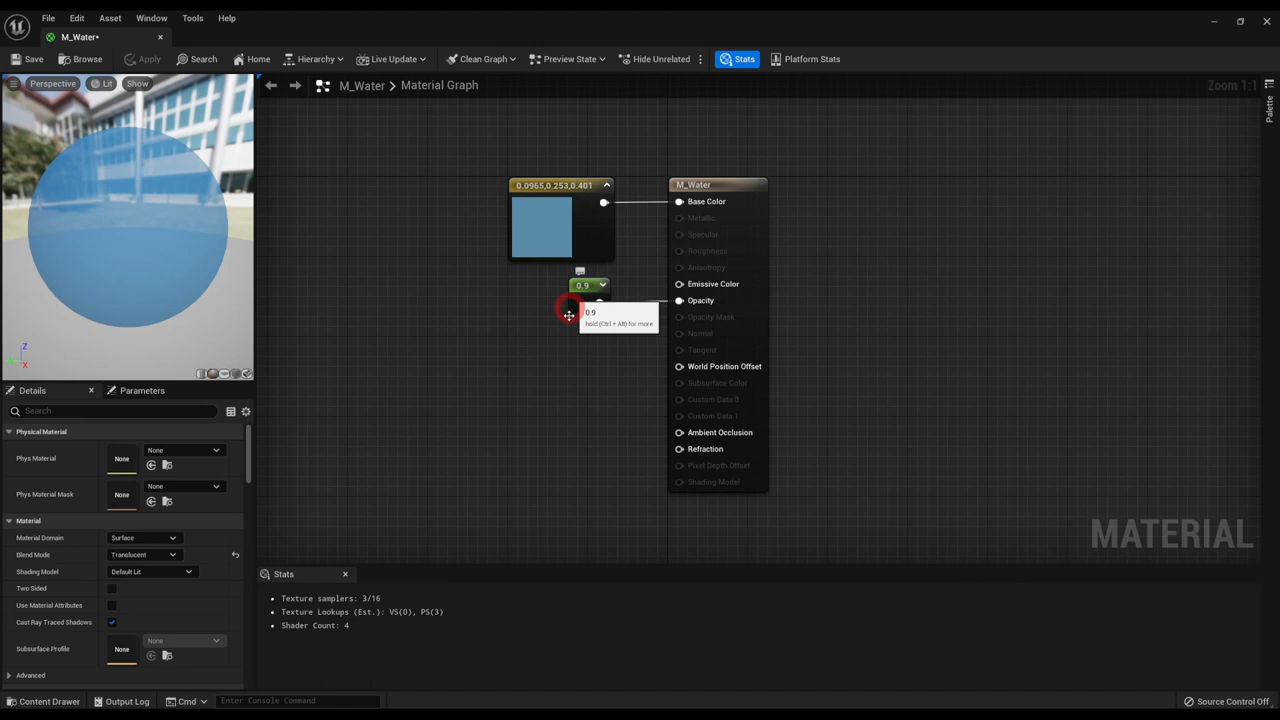 File Edit Asset Window Tools Help
M_Water•
Save Browse Apply Search Home Hierarchy Live Update Clean Graph Preview State Hide Unrelated Stats Platform Stats
Perspective Lit Show
M_Water > Material Graph Zoom 1:1
Palette
0.0965,0.253,0.401
M_Water
Base Color
Metallic
Specular
Roughness
Anisotropy
0.9
Emissive Color
Opacity
0.9
hold (Ctrl + Alt) for more
Opacity Mask
Normal
Tangent
World Position Offset
Subsurface Color
Custom Data 0
Custom Data 1
Ambient Occlusion
Refraction
Pixel Depth Offset
Shading Model
MATERIAL
Z
X
Details Parameters
Search
Physical Material
Phys Material None None
Phys Material Mask None None
Material
Material Domain Surface
Blend Mode Translucent
Shading Model Default Lit
Two Sided
Use Material Attributes
Cast Ray Traced Shadows
Subsurface Profile None None
Advanced
Stats
• Texture samplers: 3/16
• Texture Lookups (Est.): VS(0), PS(3)
• Shader Count: 4
Content Drawer Output Log Cmd Enter Console Command Source Control Off